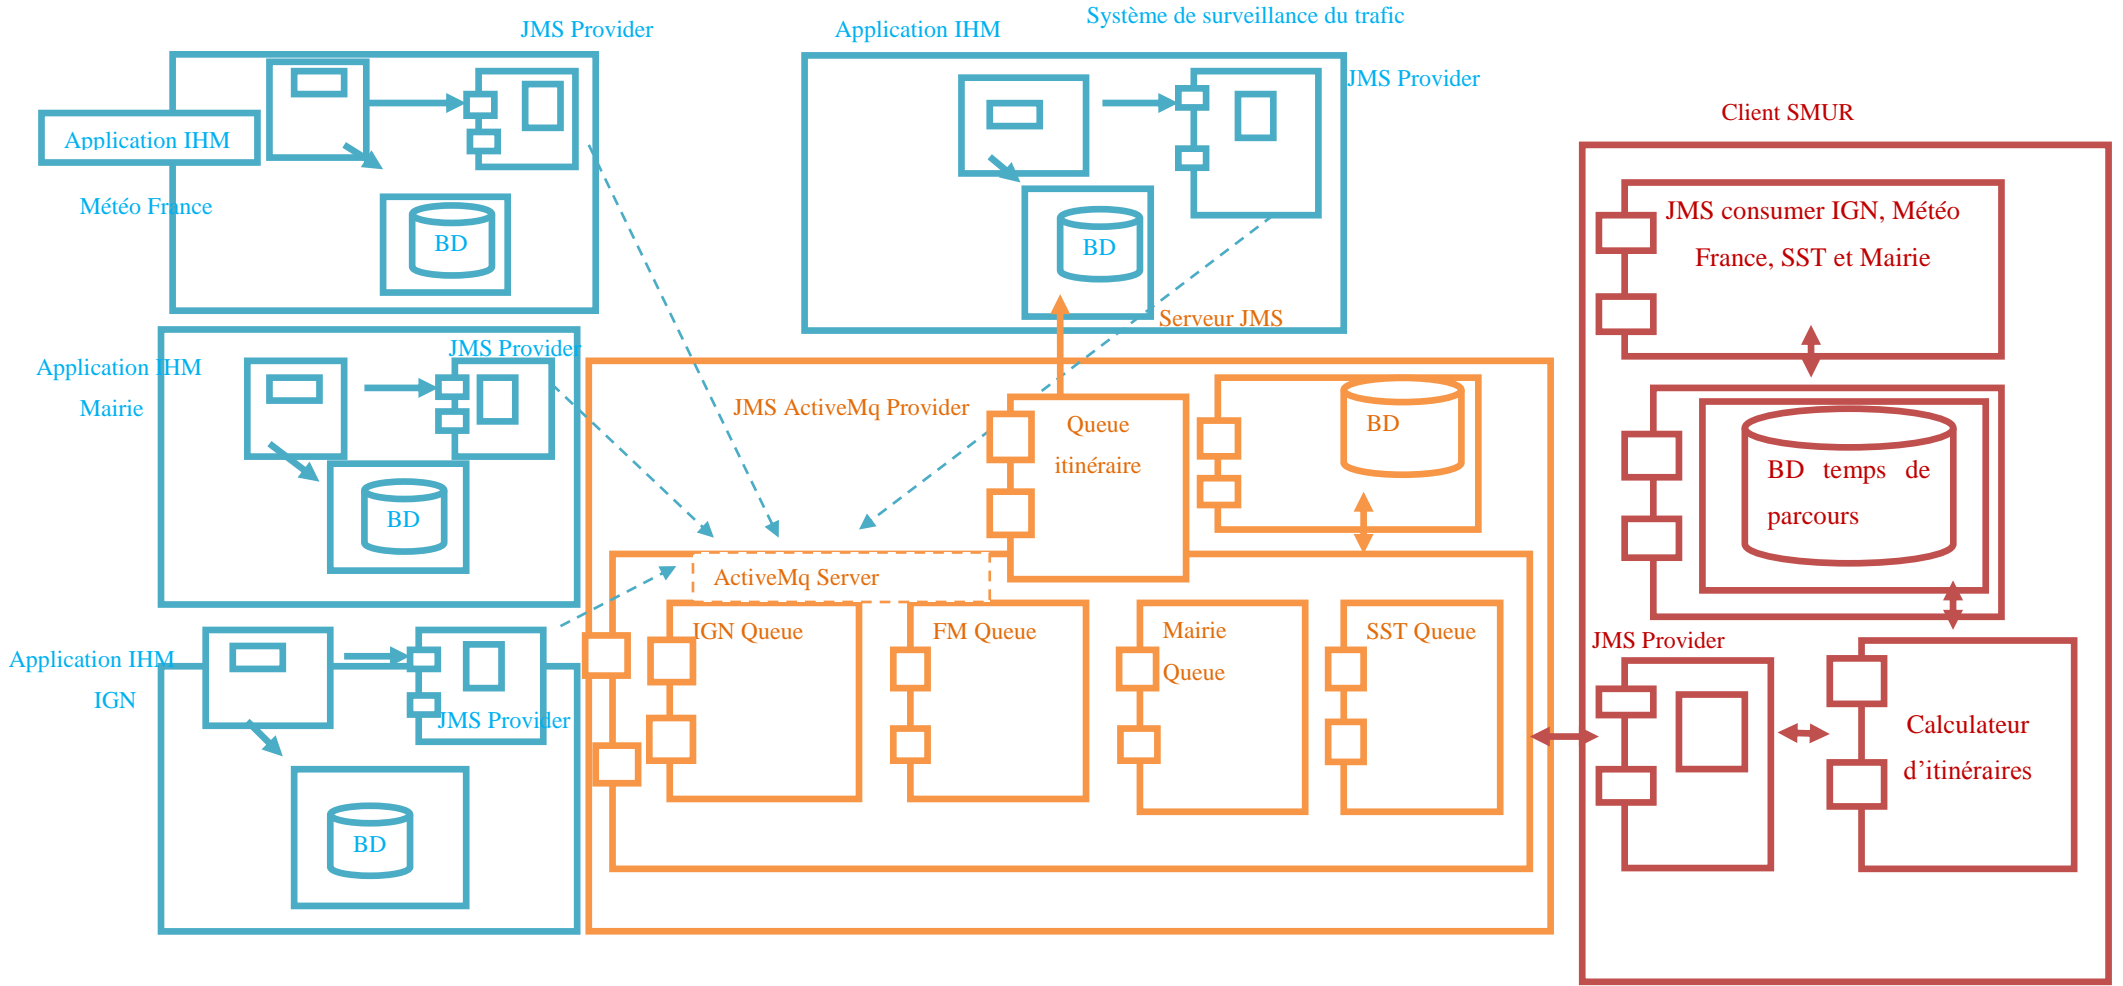 Système de surveillance du trafic
JMS Provider
Application IHM
JMS Provider
Application IHM
Météo France
BD
BD
Client SMUR
JMS consumer IGN, Météo
France, SST et Mairie
Serveur JMS
JMS Provider
Application IHM
Mairie
BD
JMS ActiveMq Provider
Queue
itinéraire
BD
BD temps de
parcours
ActiveMq Server
IGN Queue
FM Queue
Mairie
Queue
SST Queue
Application IHM
IGN
JMS Provider
BD
JMS Provider
Calculateur
d’itinéraires